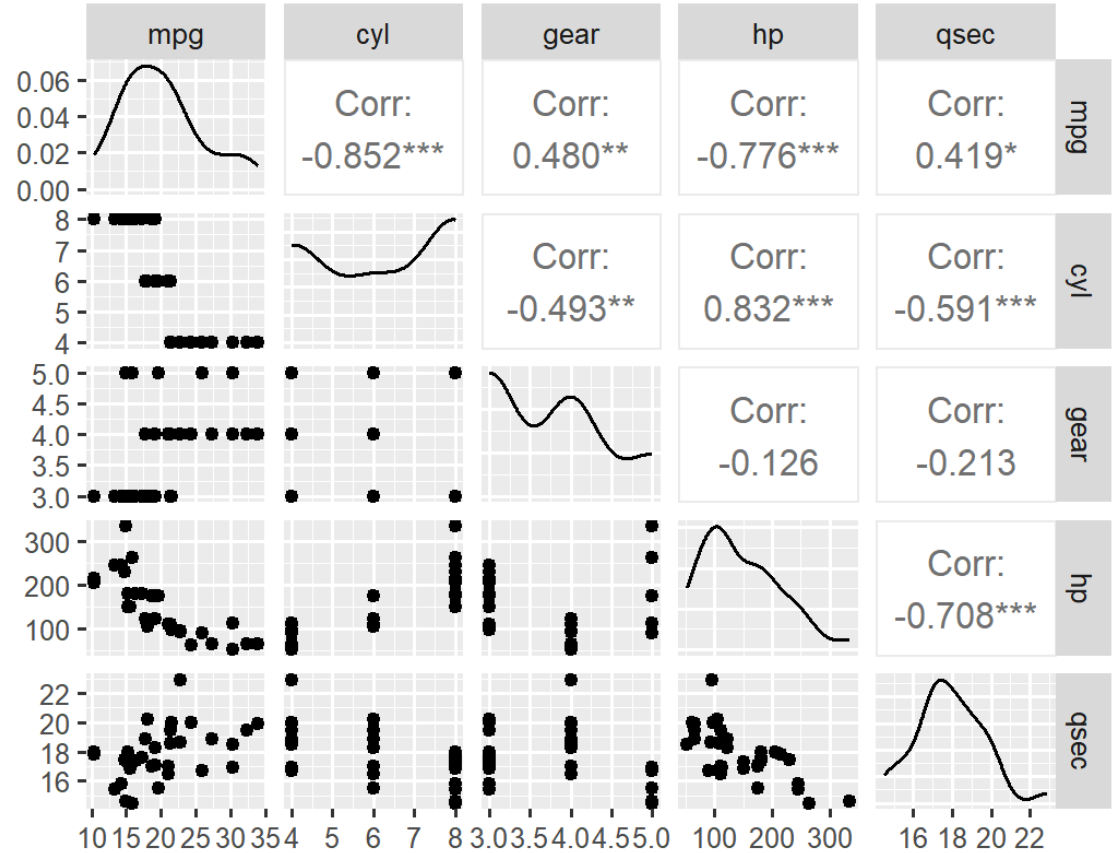 mpg cyl gear hp qsec
0.06
0.04
0.02
0.00
Corr:
-0.852***
Corr:
0.480**
Corr:
-0.776***
Corr:
0.419*
mpg
8
7
6
5
4
Corr:
-0.493**
Corr:
0.832***
Corr:
-0.591***
cyl
5.0
4.5
4.0
3.5
3.0
Corr:
-0.126
Corr:
-0.213
gear
300
200
100
Corr:
-0.708***
hp
22
20
18
16
qsec
10 15 20 25 30 35 4 5 6 7 8 3.0 3.5 4.0 4.5 5.0 100 200 300 16 18 20 22